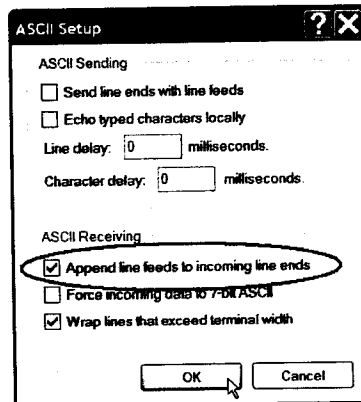 ASCII Setup
ASCII Sending
Send line ends with line feeds
Echo typed characters locally
Line delay: 0 milliseconds.
Character delay: 0 milliseconds.
ASCII Receiving
Append line feeds to incoming line ends
Force incoming data to 7-bit ASCII
Wrap lines that exceed terminal width
OK Cancel